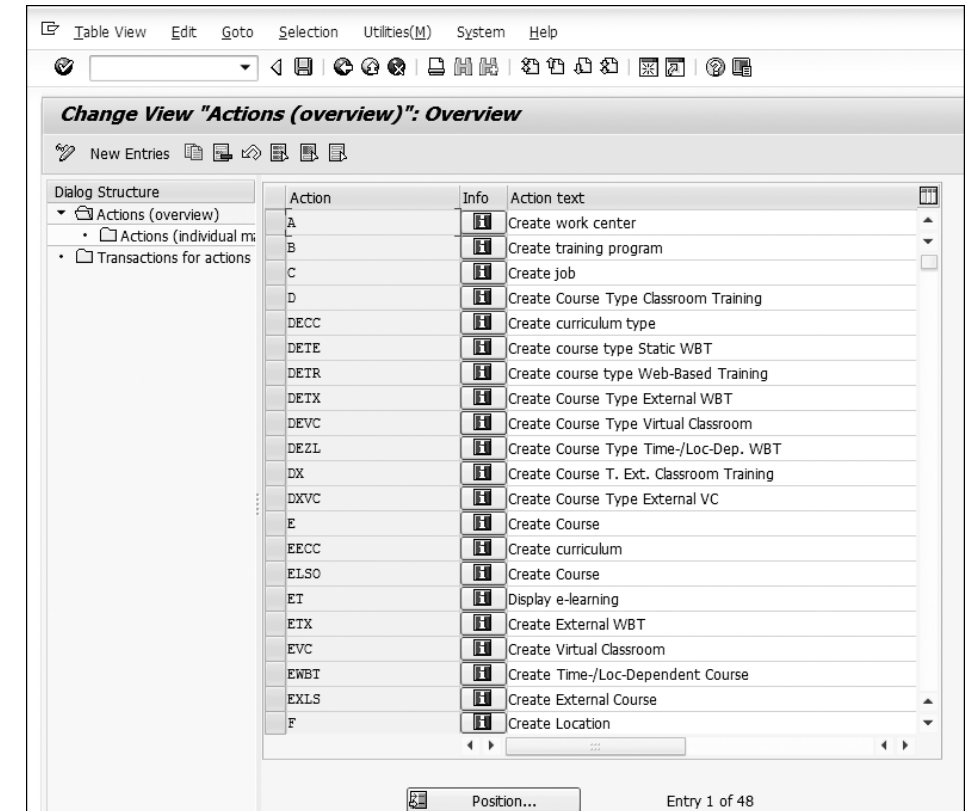 Table View Edit Goto Selection Utilities(M) System Help
Change View "Actions (overview)": Overview
New Entries
Dialog Structure
Actions (overview)
Actions (individual ma
Transactions for actions
Action Info Action text
A Create work center
B Create training program
C Create job
D Create Course Type Classroom Training
DECC Create curriculum type
DETE Create course type Static WBT
DETR Create course type Web-Based Training
DETX Create Course Type External WBT
DEVC Create Course Type Virtual Classroom
DEZL Create Course Type Time-/Loc-Dep. WBT
DX Create Course T. Ext. Classroom Training
DXVC Create Course Type External VC
E Create Course
EECC Create curriculum
ELSO Create Course
ET Display e-learning
ETX Create External WBT
EVC Create Virtual Classroom
EWBT Create Time-/Loc-Dependent Course
EXLS Create External Course
F Create Location
Position... Entry 1 of 48